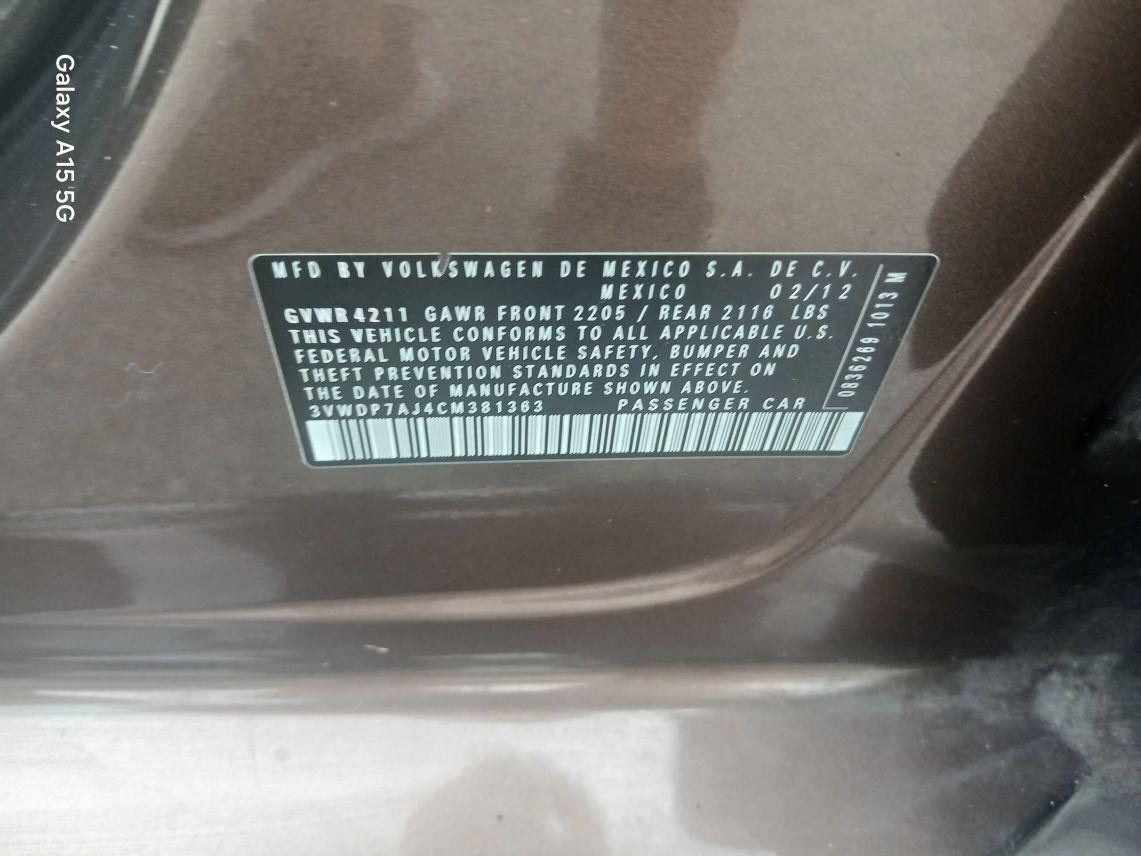 MFD BY VOLKSWAGEN DE MEXICO S.A. DE C.V.
MEXICO 02/12
GVWR 4211 GAWR FRONT 2205 / REAR 2116 LBS
THIS VEHICLE CONFORMS TO ALL APPLICABLE U.S.
FEDERAL MOTOR VEHICLE SAFETY, BUMPER AND
THEFT PREVENTION STANDARDS IN EFFECT ON
THE DATE OF MANUFACTURE SHOWN ABOVE.
3VWDP7AJ4CM381363 PASSENGER CAR
0836269 1013 M
Galaxy A15 5G